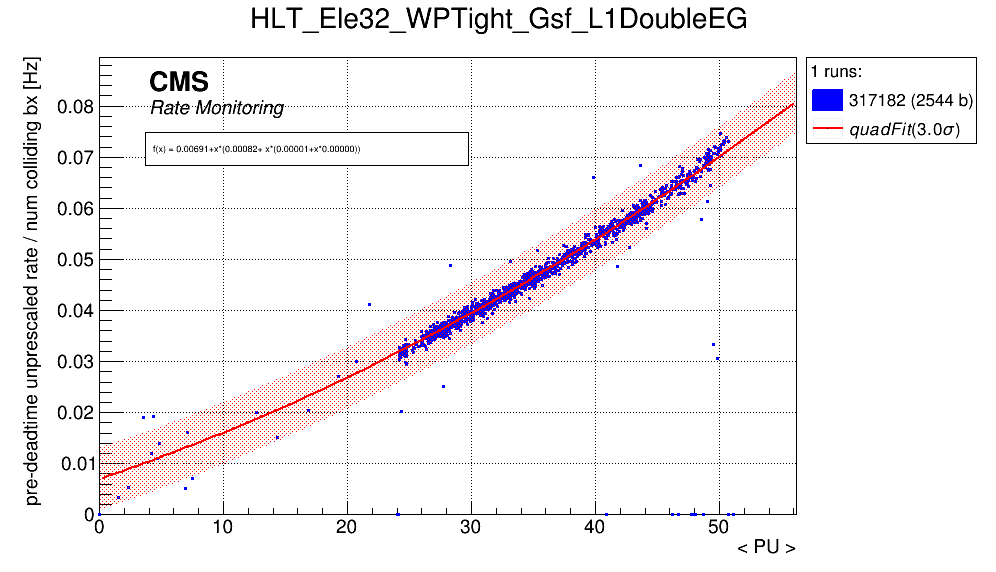 HLT_Ele32_WPTight_Gsf_L1DoubleEG
pre-deadtime unprescaled rate / num colliding bx [Hz]
CMS
Rate Monitoring
f(x) = 0.00691+x*(0.00082+ x*(0.00001+x*0.00000))
1 runs:
317182 (2544 b)
quadFit(3.0σ)
0.08
0.07
0.06
0.05
0.04
0.03
0.02
0.01
0
0 10 20 30 40 50
< PU >